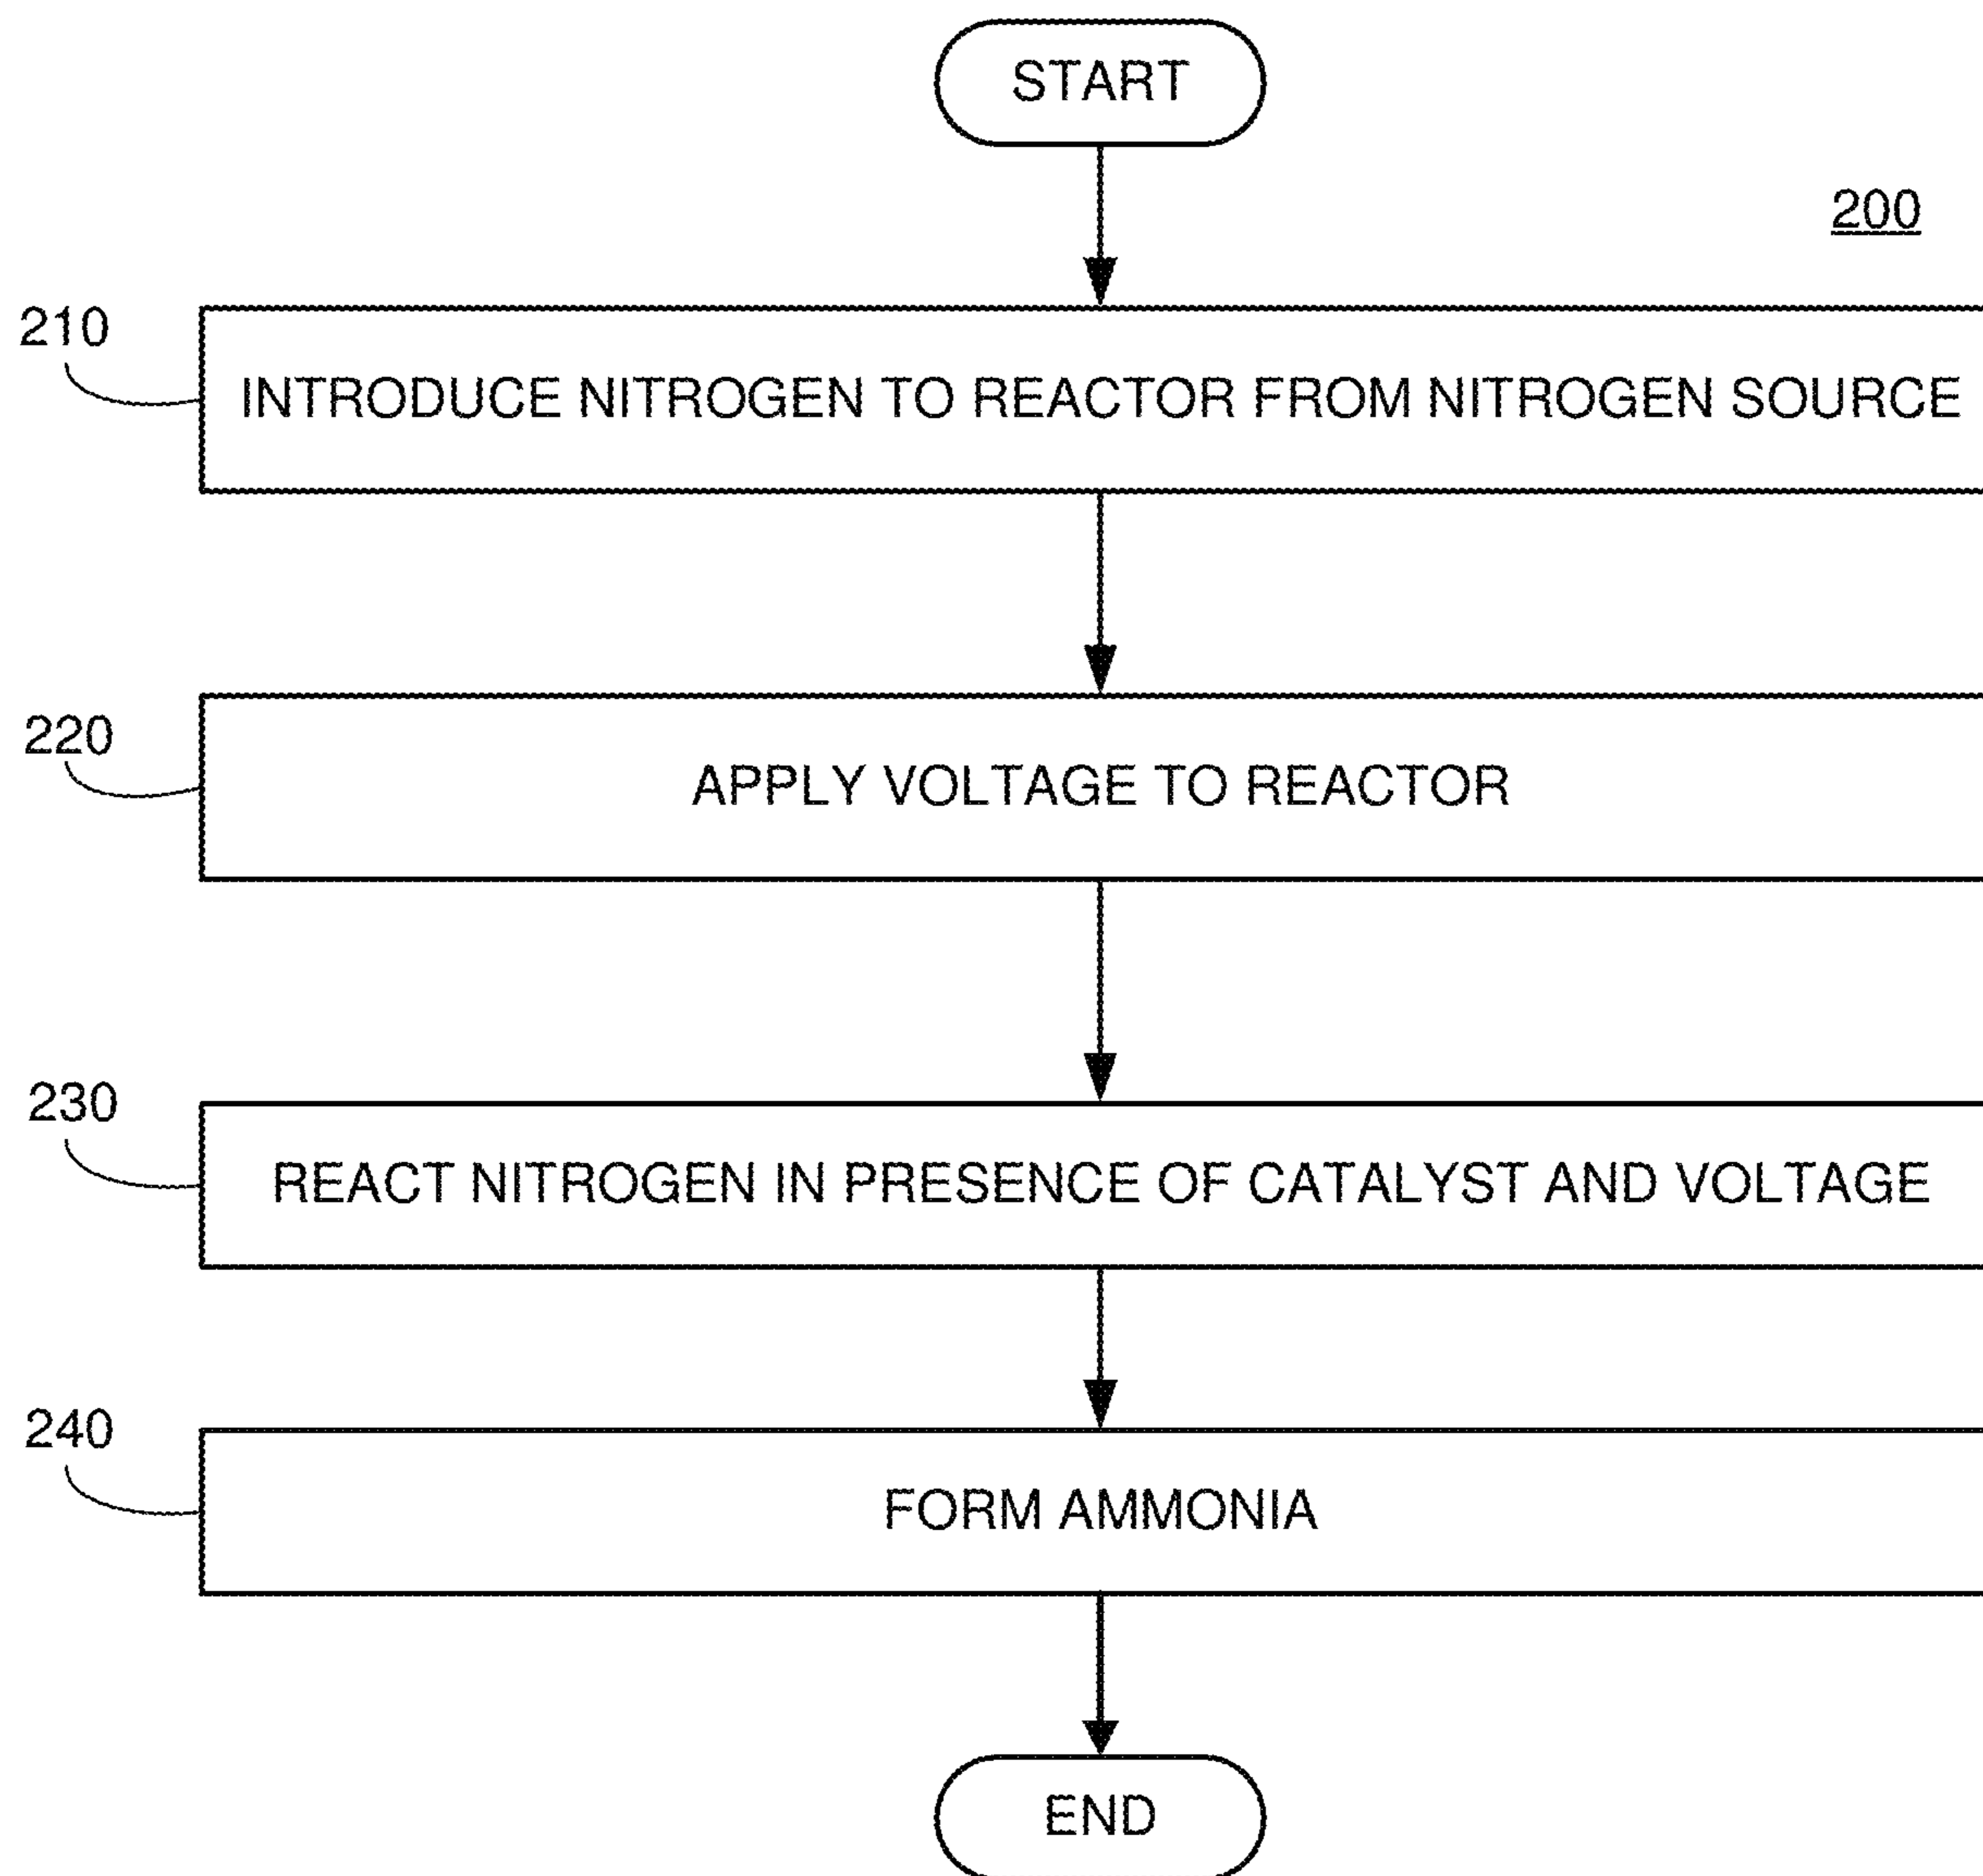 START
200
210
INTRODUCE NITROGEN TO REACTOR FROM NITROGEN SOURCE
220
APPLY VOLTAGE TO REACTOR
230
REACT NITROGEN IN PRESENCE OF CATALYST AND VOLTAGE
240
FORM AMMONIA
END